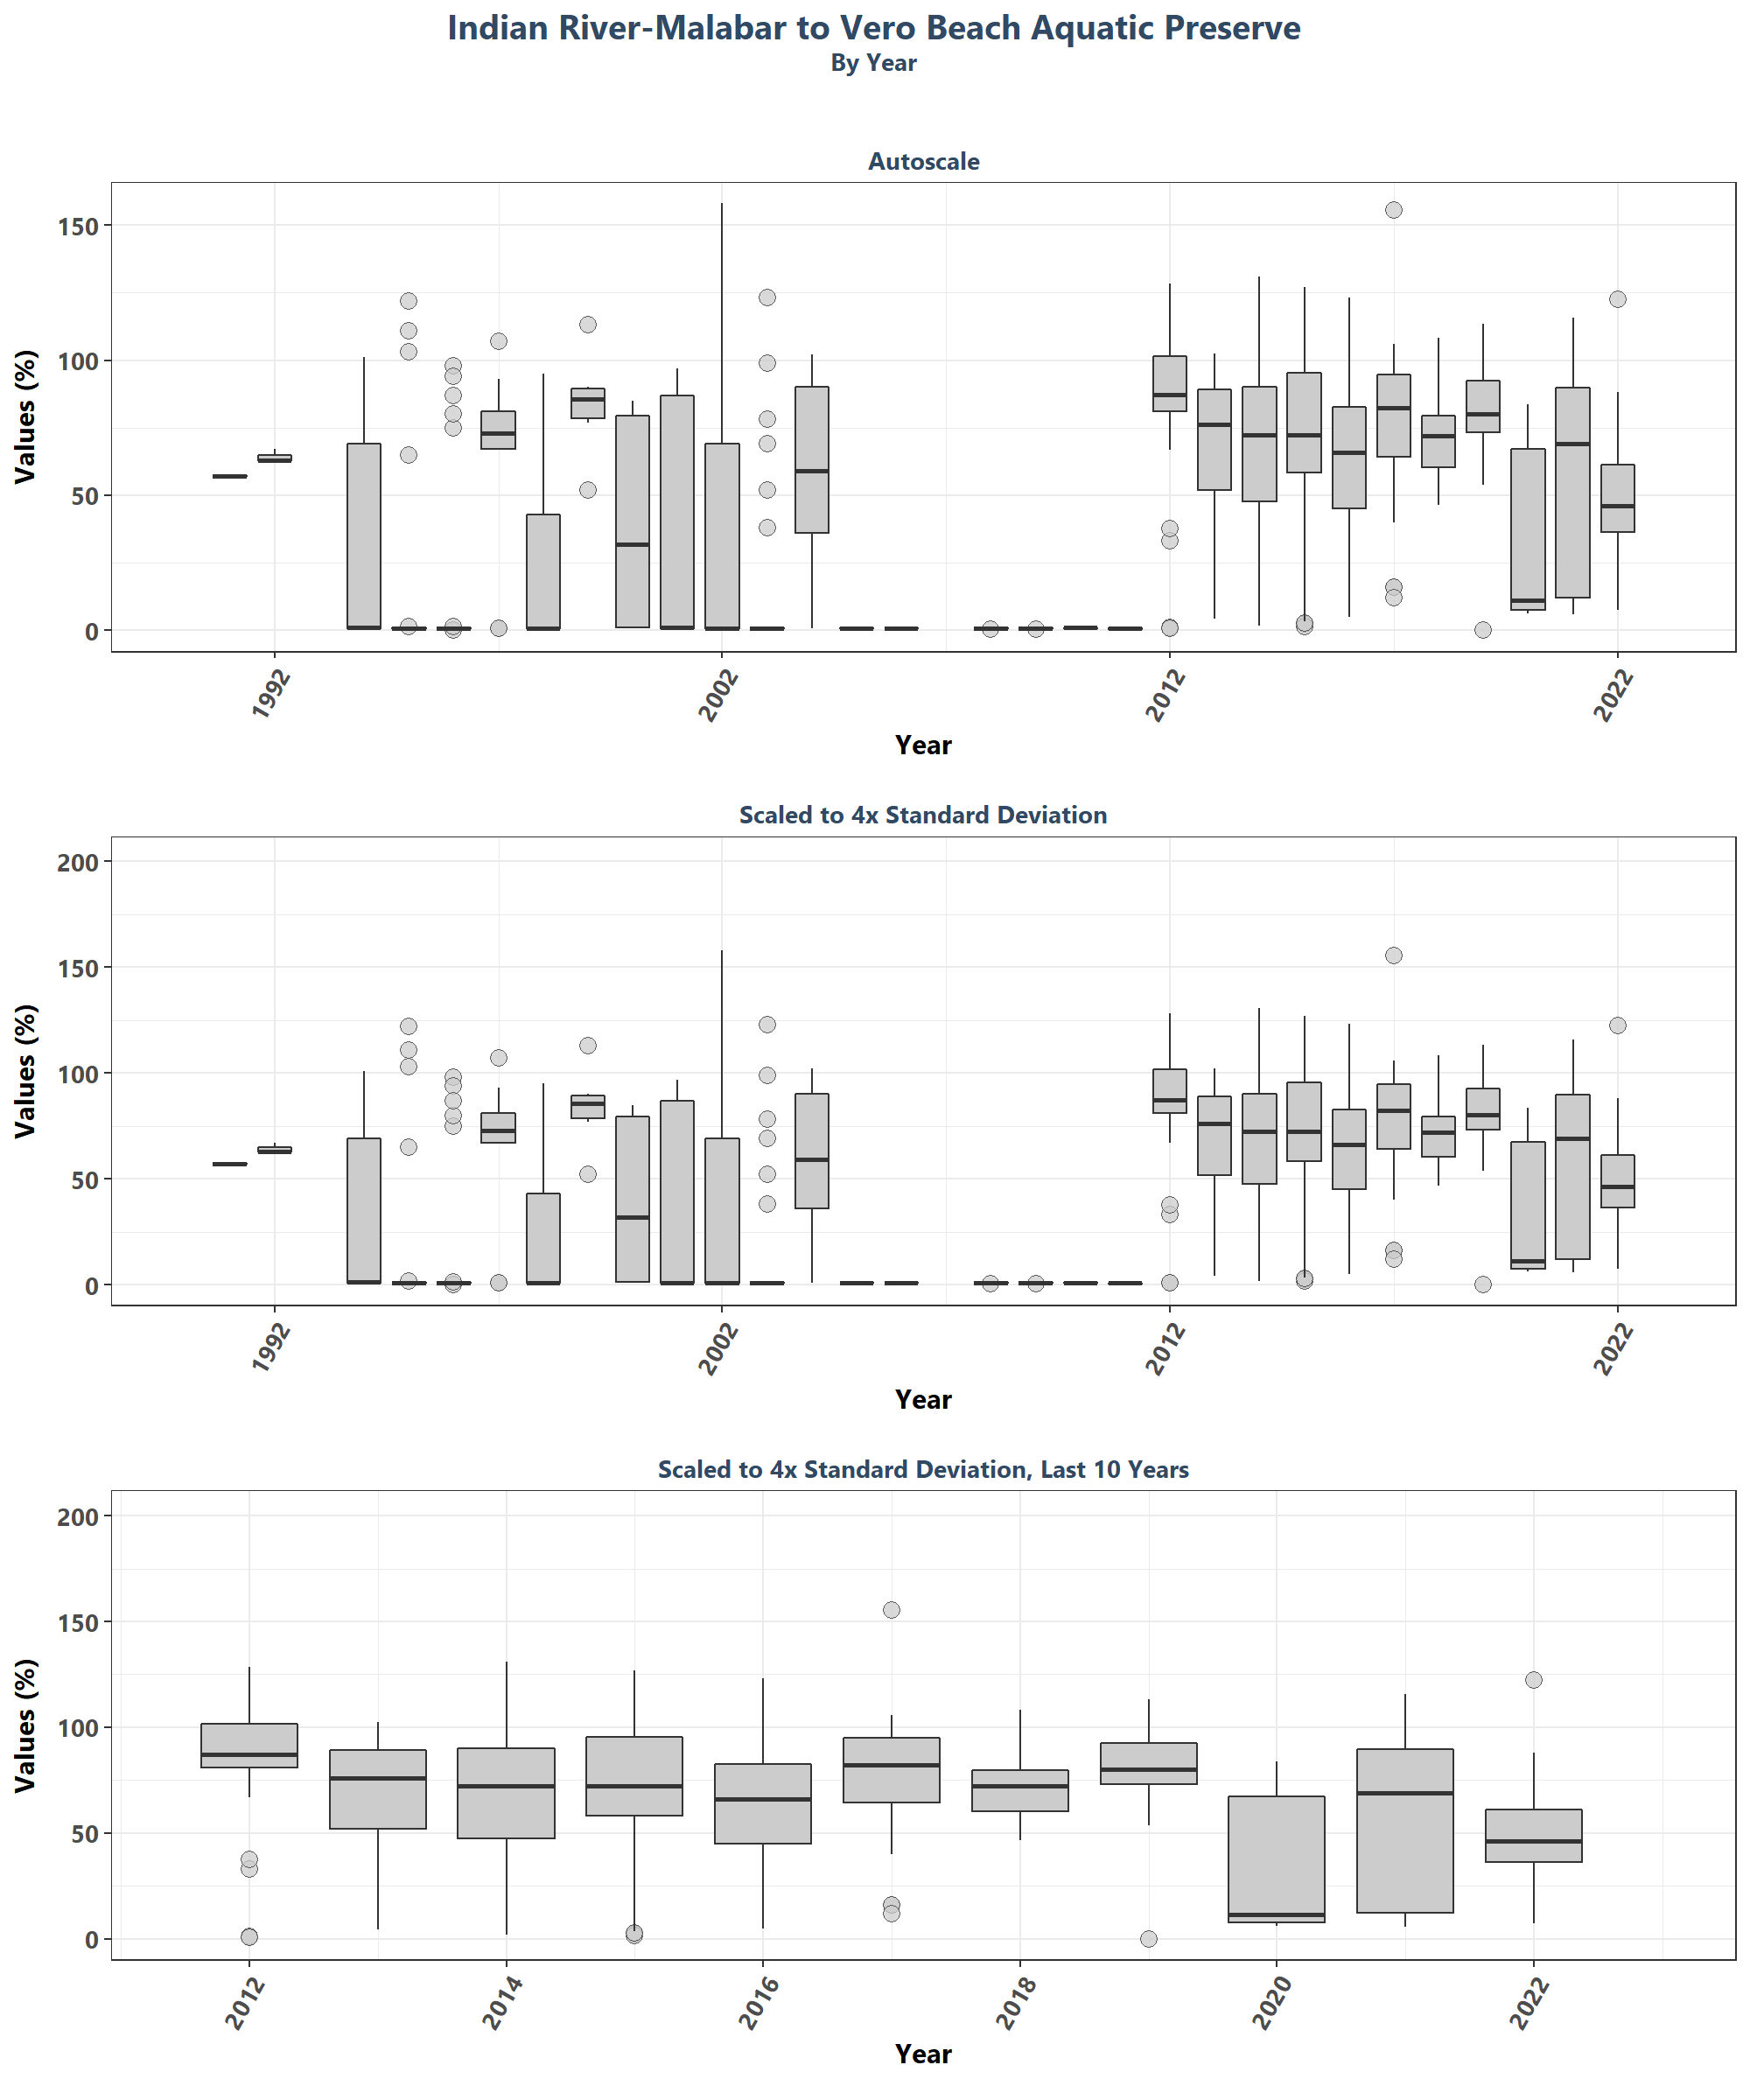 Indian River-Malabar to Vero Beach Aquatic Preserve
By Year
Autoscale
Values (%)
150
100
50
0
1992
2002
2012
2022
Year
Scaled to 4x Standard Deviation
Values (%)
200
150
100
50
0
1992
2002
2012
2022
Year
Scaled to 4x Standard Deviation, Last 10 Years
Values (%)
200
150
100
50
0
2012
2014
2016
2018
2020
2022
Year